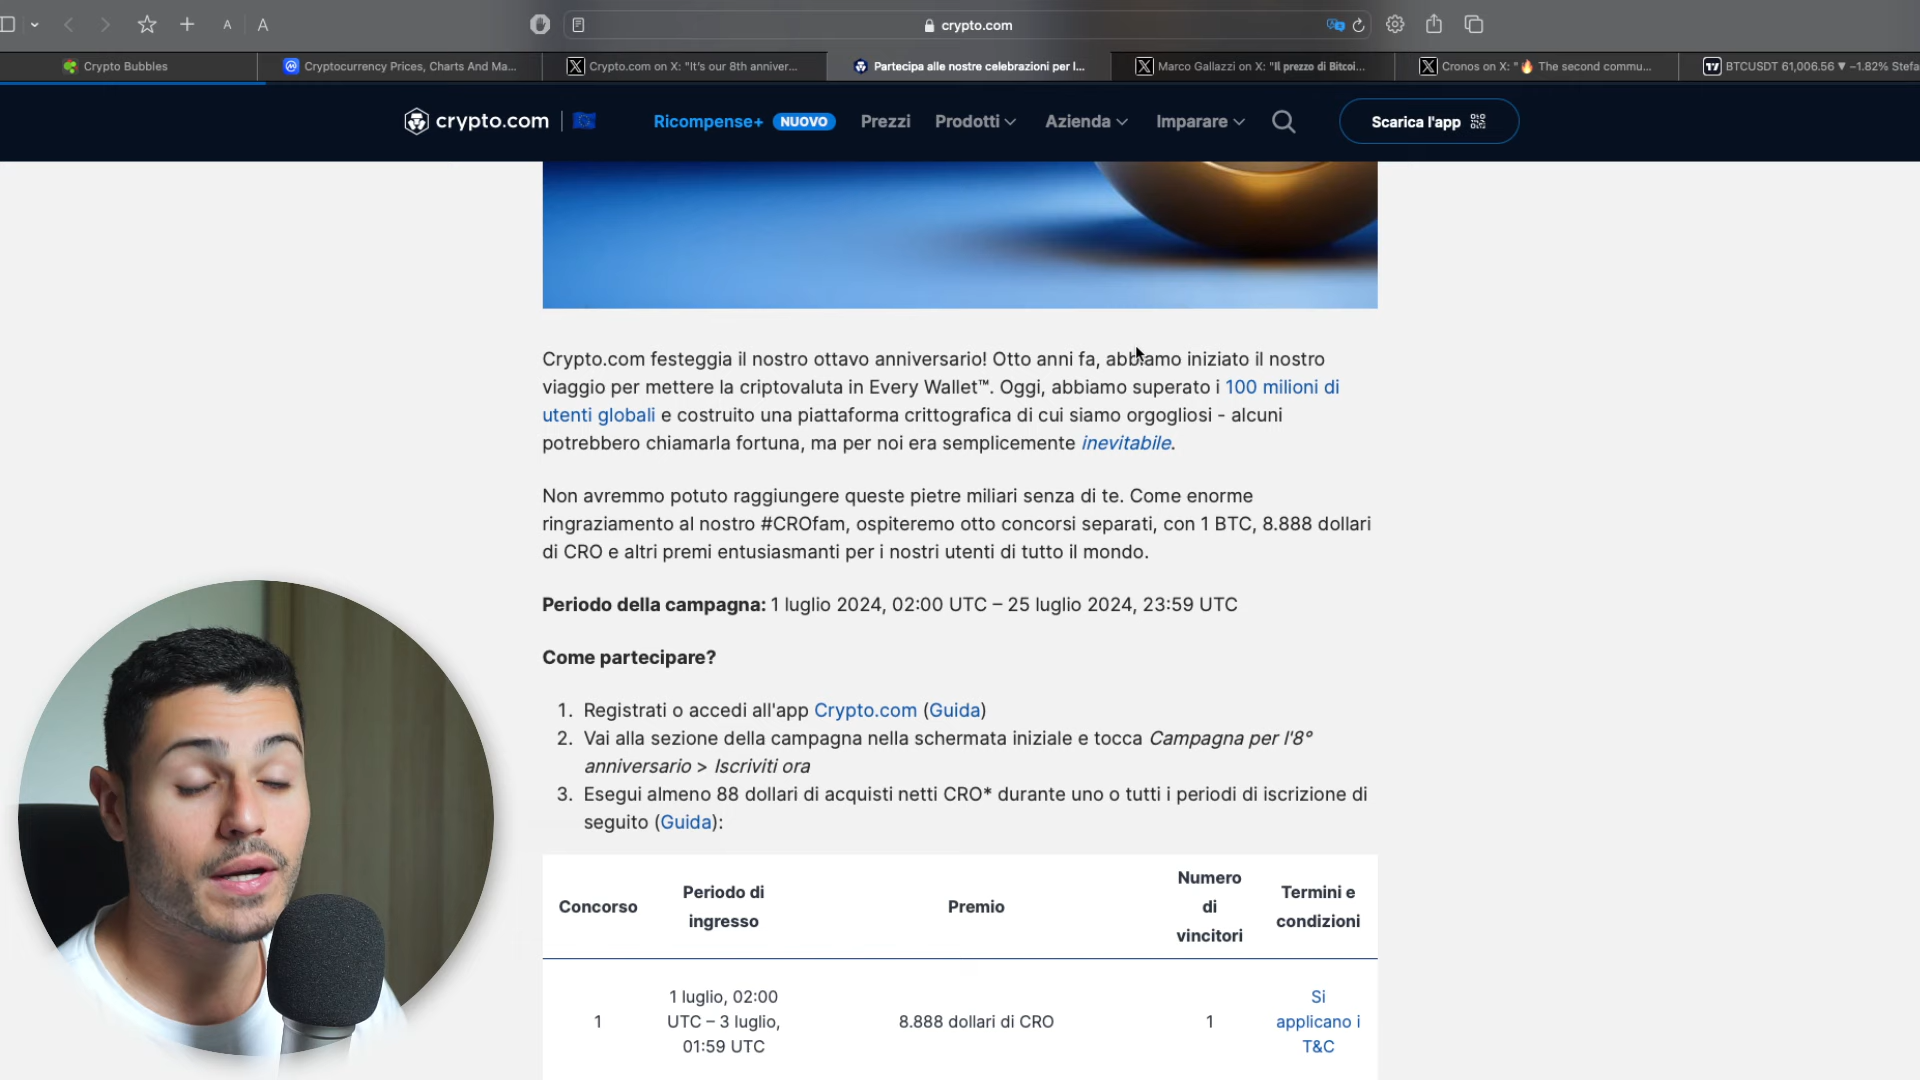 A A
crypto.com
Crypto Bubbles
Cryptocurrency Prices, Charts And Ma...
Crypto.com on X: "It's our 8th anniver...
Partecipa alle nostre celebrazioni per l...
Marco Gallazzi on X: "Il prezzo di Bitcoi...
Cronos on X: "🔥 The second commu...
BTCUSDT 61,006.56 ▼ −1.82% Stefa
crypto.com
Ricompense+ NUOVO
Prezzi
Prodotti
Azienda
Imparare
Scarica l'app
Crypto.com festeggia il nostro ottavo anniversario! Otto anni fa, abbiamo iniziato il nostro
viaggio per mettere la criptovaluta in Every Wallet™. Oggi, abbiamo superato i 100 milioni di
utenti globali e costruito una piattaforma crittografica di cui siamo orgogliosi - alcuni
potrebbero chiamarla fortuna, ma per noi era semplicemente inevitabile.
Non avremmo potuto raggiungere queste pietre miliari senza di te. Come enorme
ringraziamento al nostro #CROfam, ospiteremo otto concorsi separati, con 1 BTC, 8.888 dollari
di CRO e altri premi entusiasmanti per i nostri utenti di tutto il mondo.
Periodo della campagna: 1 luglio 2024, 02:00 UTC – 25 luglio 2024, 23:59 UTC
Come partecipare?
1. Registrati o accedi all'app Crypto.com (Guida)
2. Vai alla sezione della campagna nella schermata iniziale e tocca Campagna per l'8°
anniversario > Iscriviti ora
3. Esegui almeno 88 dollari di acquisti netti CRO* durante uno o tutti i periodi di iscrizione di
seguito (Guida):
Concorso
Periodo di
ingresso
Premio
Numero
di
vincitori
Termini e
condizioni
1
1 luglio, 02:00
UTC – 3 luglio,
01:59 UTC
8.888 dollari di CRO
1
Si
applicano i
T&C